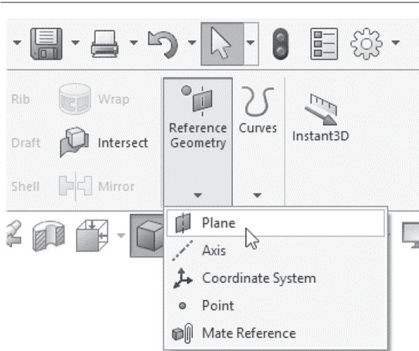 Rib
Wrap
Draft
Intersect
Shell
Mirror
Reference
Geometry
Curves
Instant3D
Plane
Axis
Coordinate System
Point
Mate Reference